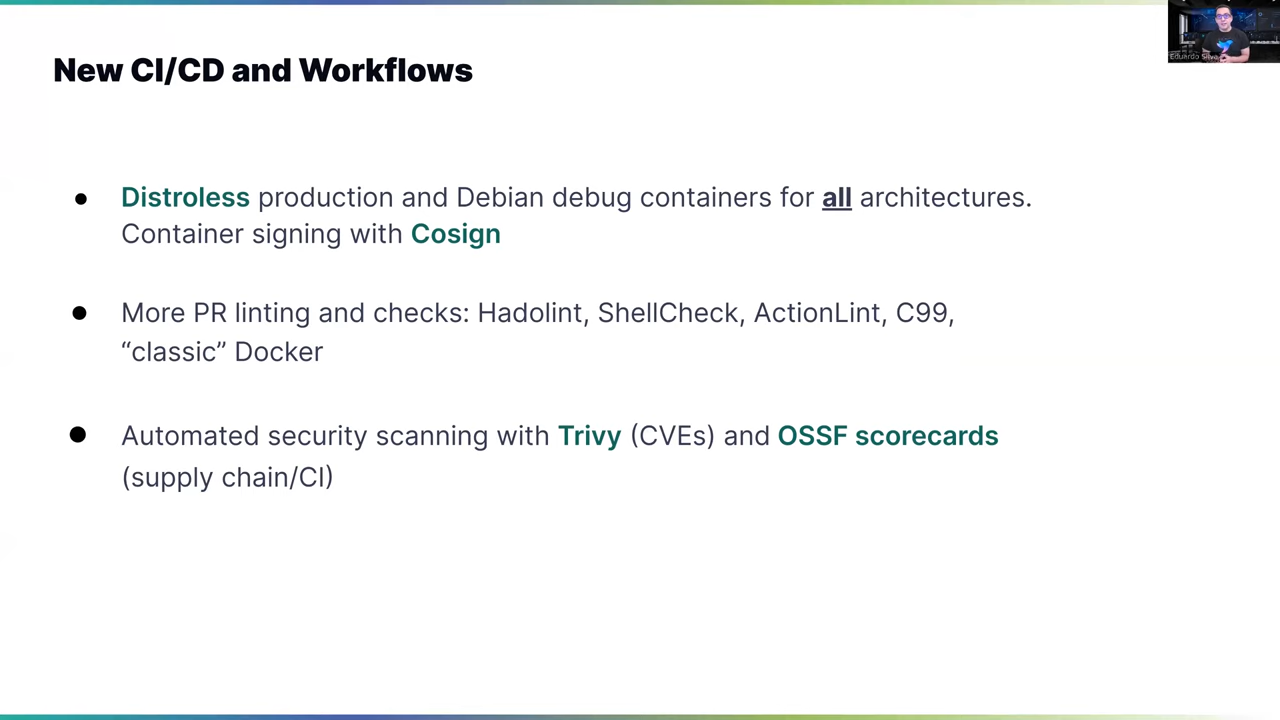 New CI/CD and Workflows
Eduardo Silva
● Distroless production and Debian debug containers for all architectures.
Container signing with Cosign
● More PR linting and checks: Hadolint, ShellCheck, ActionLint, C99,
“classic” Docker
● Automated security scanning with Trivy (CVEs) and OSSF scorecards
(supply chain/CI)